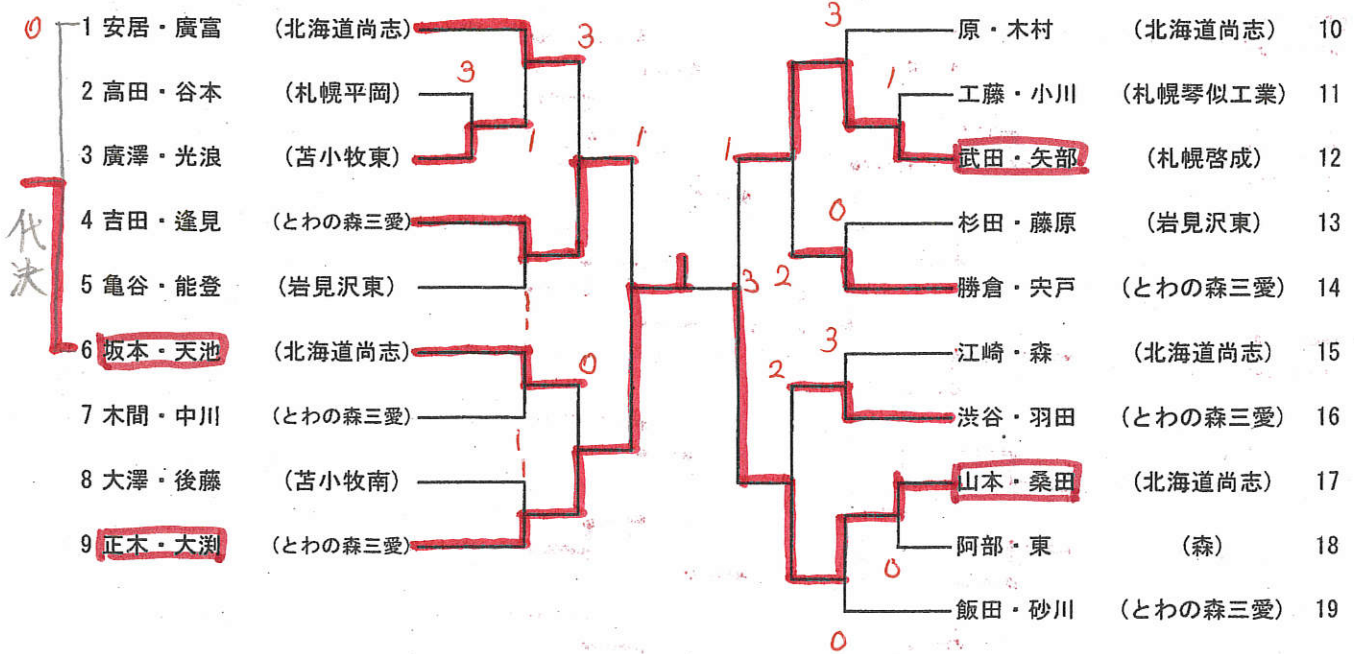 0
1 安居・廣富 (北海道尚志)
3
3
2 高田・谷本 (札幌平岡)
1
1
3 廣澤・光浪 (苫小牧東)
4 吉田・逢見 (とわの森三愛)
代決
5 亀谷・能登 (岩見沢東)
1
6 坂本・天池 (北海道尚志)
0
7 木間・中川 (とわの森三愛)
1
8 大澤・後藤 (苫小牧南)
9 正木・大渕 (とわの森三愛)
3
原・木村 (北海道尚志) 10
1
工藤・小川 (札幌琴似工業) 11
1
武田・矢部 (札幌啓成) 12
0
杉田・藤原 (岩見沢東) 13
3 2
勝倉・宍戸 (とわの森三愛) 14
3
江崎・森 (北海道尚志) 15
2
渋谷・羽田 (とわの森三愛) 16
山本・桑田 (北海道尚志) 17
阿部・東 (森) 18
0
飯田・砂川 (とわの森三愛) 19
0